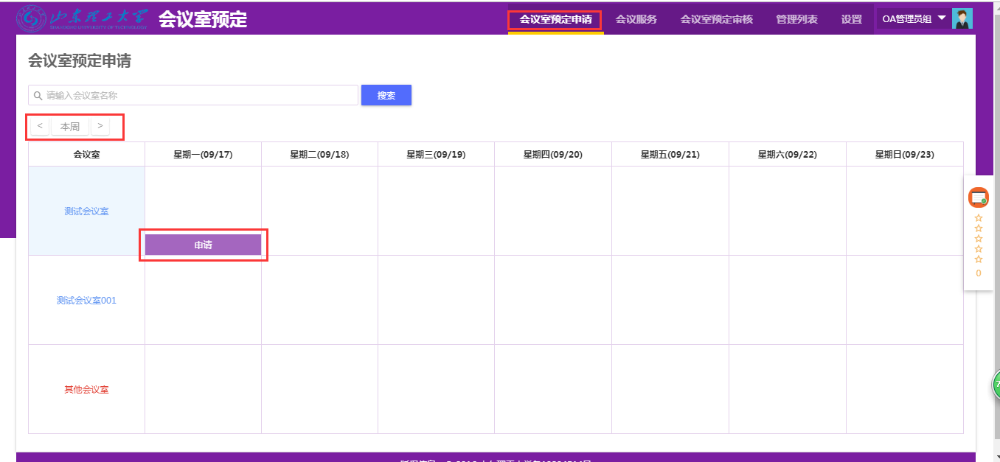 山东理工大学
SHANDONG UNIVERSITY OF TECHNOLOGY
会议室预定
会议室预定申请 会议服务 会议室预定审核 管理列表 设置 OA管理员组
会议室预定申请
请输入会议室名称 搜索
< 本周 >
会议室 星期一(09/17) 星期二(09/18) 星期三(09/19) 星期四(09/20) 星期五(09/21) 星期六(09/22) 星期日(09/23)
测试会议室
申请
测试会议室001
其他会议室
0